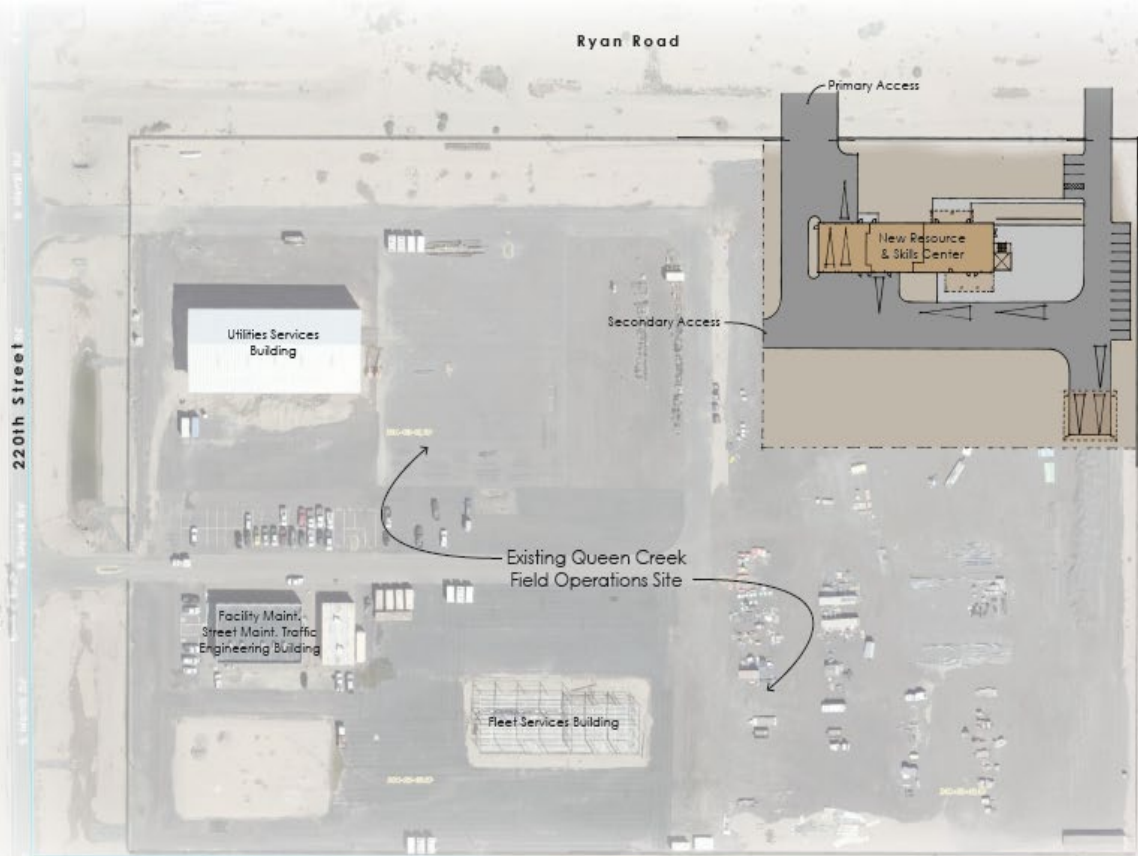 Ryan Road
Primary Access
New Resource
& Skills Center
Secondary Access
Utilities Services
Building
220th Street
Existing Queen Creek
Field Operations Site
Facility Maint.
Street Maint. Traffic
Engineering Building
Fleet Services Building